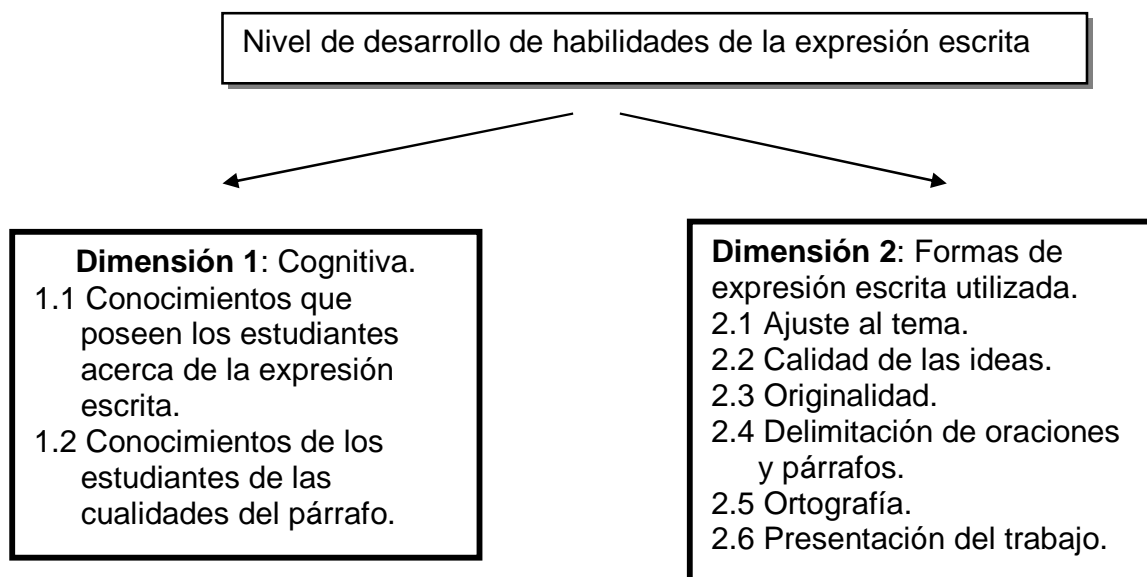 Nivel de desarrollo de habilidades de la expresión escrita
Dimensión 1: Cognitiva.
1.1 Conocimientos que
poseen los estudiantes
acerca de la expresión
escrita.
1.2 Conocimientos de los
estudiantes de las
cualidades del párrafo.
Dimensión 2: Formas de
expresión escrita utilizada.
2.1 Ajuste al tema.
2.2 Calidad de las ideas.
2.3 Originalidad.
2.4 Delimitación de oraciones
y párrafos.
2.5 Ortografía.
2.6 Presentación del trabajo.